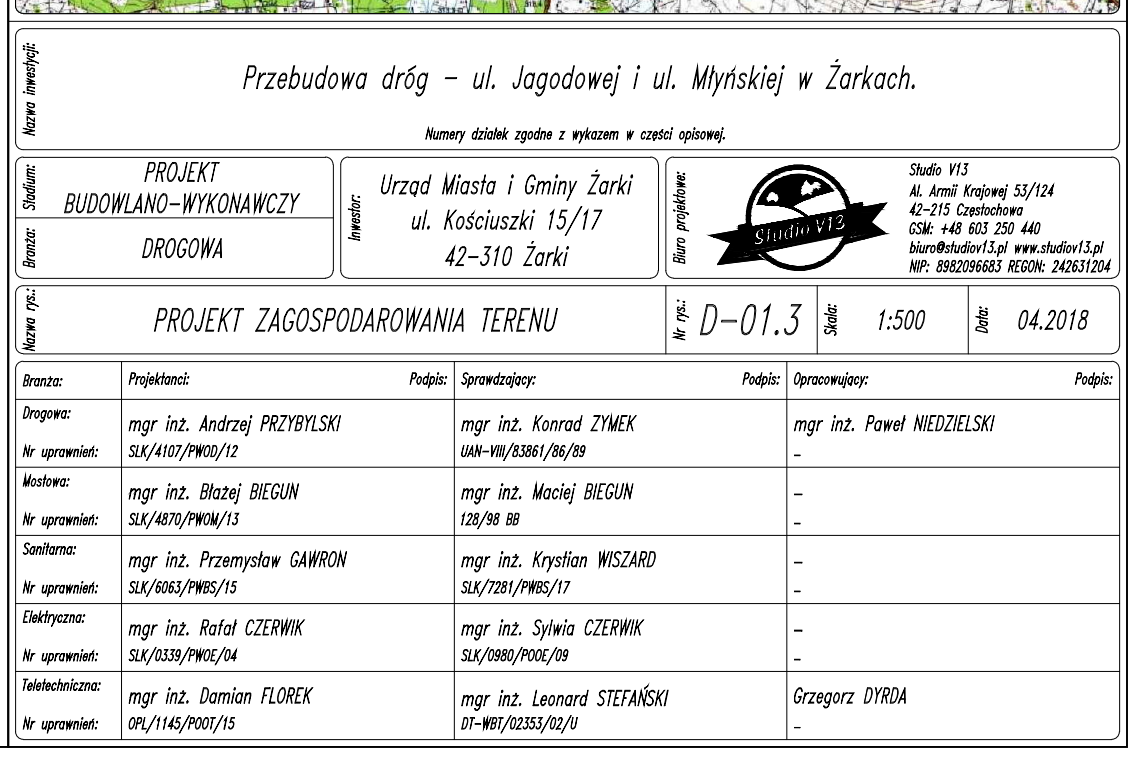 Nazwa inwestycji:
Przebudowa dróg – ul. Jagodowej i ul. Młyńskiej w Żarkach.
Numery działek zgodne z wykazem w części opisowej.
Stadium:
PROJEKT
BUDOWLANO-WYKONAWCZY
Branża:
DROGOWA
Inwestor:
Urząd Miasta i Gminy Żarki
ul. Kościuszki 15/17
42-310 Żarki
Biuro projektowe:
Studio V13
Studio V13
Al. Armii Krajowej 53/124
42-215 Częstochowa
GSM: +48 603 250 440
biuro@studiov13.pl www.studiov13.pl
NIP: 8982096683 REGON: 242631204
Nazwa rys.:
PROJEKT ZAGOSPODAROWANIA TERENU
Nr rys.:
D-01.3
Skala:
1:500
Data:
04.2018
Branża: Projektanci: Podpis: Sprawdzający: Podpis: Opracowujący: Podpis:
Drogowa: mgr inż. Andrzej PRZYBYLSKI mgr inż. Konrad ZYMEK mgr inż. Paweł NIEDZIELSKI
Nr uprawnień: SLK/4107/PWOD/12 UAN-VIII/83861/86/89 –
Mostowa: mgr inż. Błażej BIEGUN mgr inż. Maciej BIEGUN –
Nr uprawnień: SLK/4870/PWOM/13 128/98 BB –
Sanitarna: mgr inż. Przemysław GAWRON mgr inż. Krystian WISZARD –
Nr uprawnień: SLK/6063/PWBS/15 SLK/7281/PWBS/17 –
Elektryczna: mgr inż. Rafał CZERWIK mgr inż. Sylwia CZERWIK –
Nr uprawnień: SLK/0339/PWOE/04 SLK/0980/POOE/09 –
Teletechniczna: mgr inż. Damian FLOREK mgr inż. Leonard STEFAŃSKI Grzegorz DYRDA
Nr uprawnień: OPL/1145/POOT/15 DT-WBT/02353/02/U –